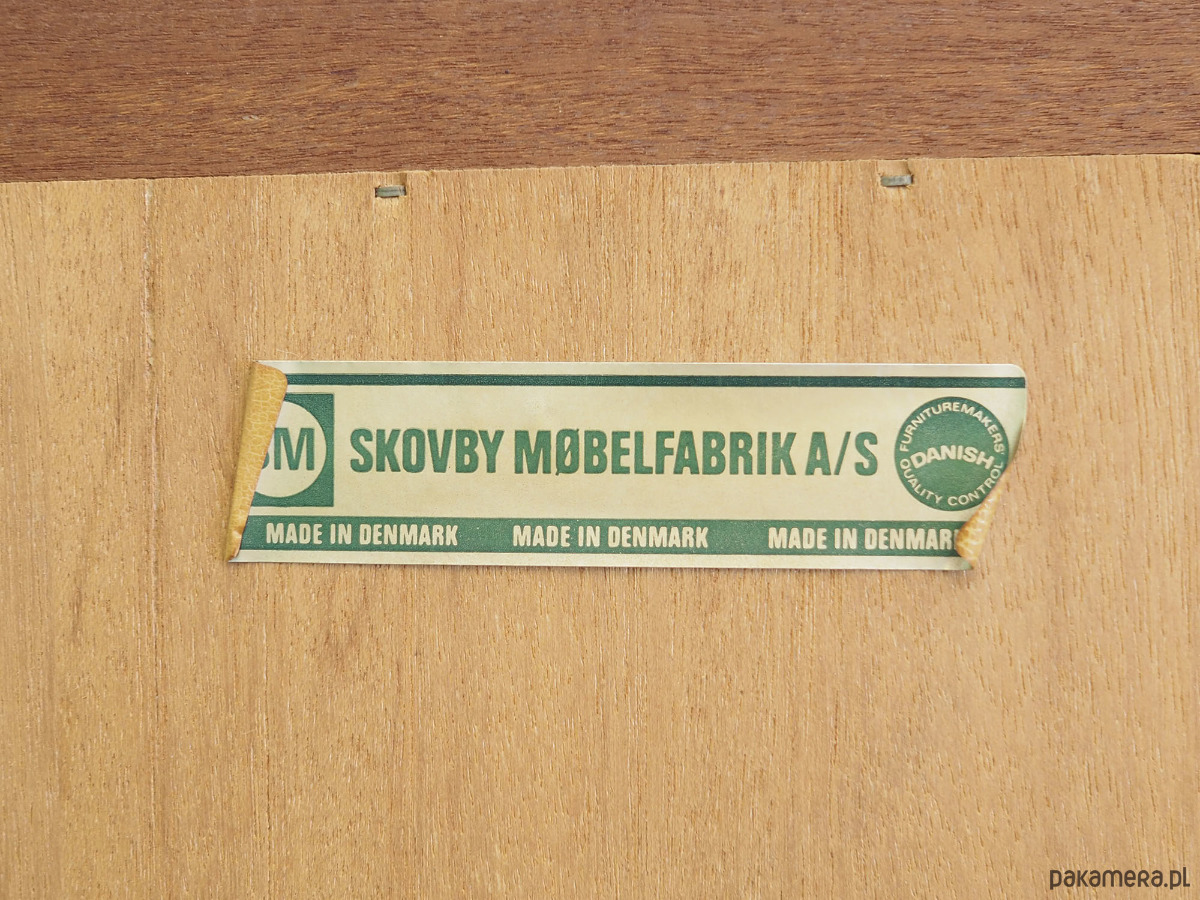 SM
SKOVBY MØBELFABRIK A/S
FURNITUREMAKERS'
DANISH
QUALITY CONTROL
MADE IN DENMARK MADE IN DENMARK MADE IN DENMARK
pakamera.pl